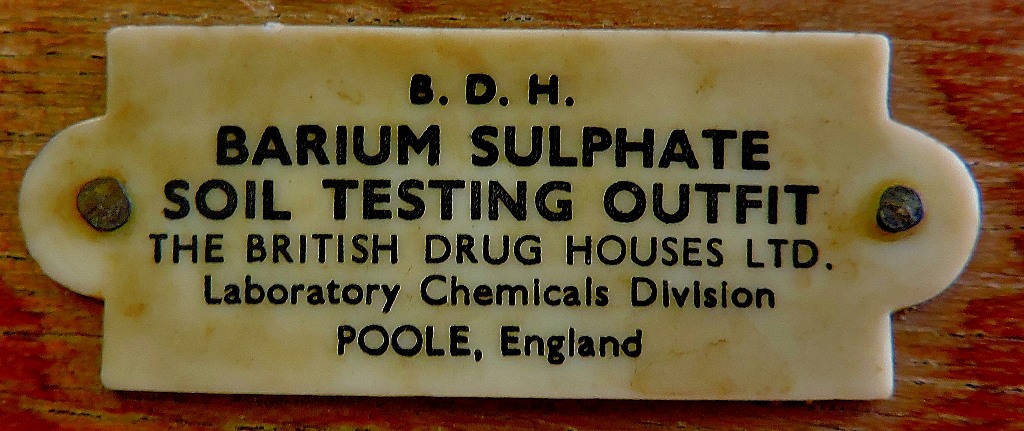 B. D. H.
BARIUM SULPHATE
SOIL TESTING OUTFIT
THE BRITISH DRUG HOUSES LTD.
Laboratory Chemicals Division
POOLE, England